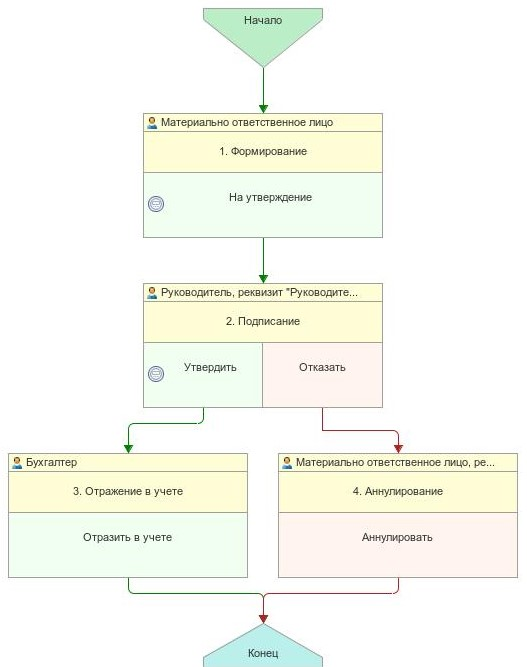 Начало
Материально ответственное лицо
1. Формирование
На утверждение
Руководитель, реквизит "Руководите...
2. Подписание
Утвердить
Отказать
Бухгалтер
3. Отражение в учете
Отразить в учете
Материально ответственное лицо, ре...
4. Аннулирование
Аннулировать
Конец